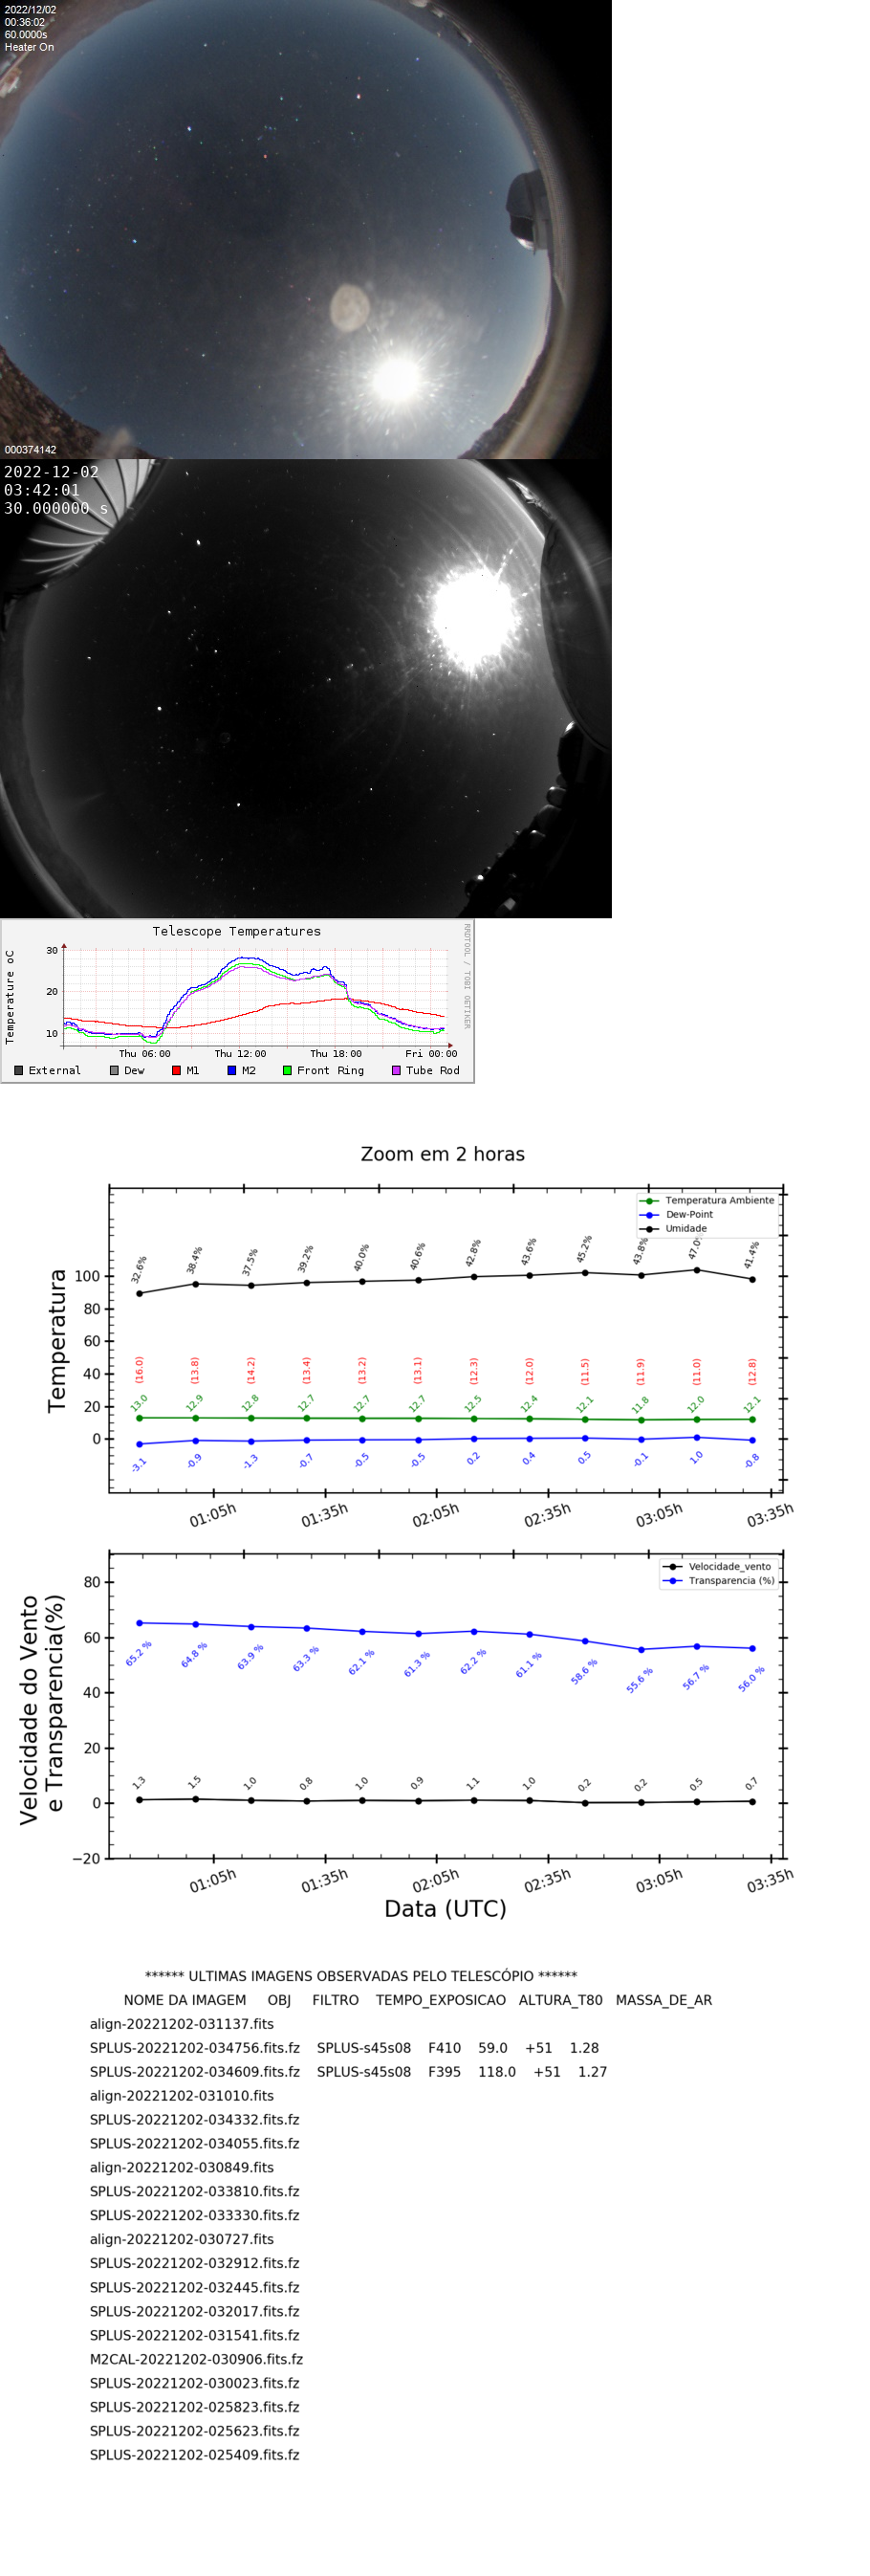 2022/12/02
00:36:02
60.0000s
Heater On
000374142
2022-12-02
03:42:01
30.000000 s
Telescope Temperatures
RRDTOOL / TOBI OETIKER
Temperature oC
30
20
10
Thu 06:00 Thu 12:00 Thu 18:00 Fri 00:00
External Dew M1 M2 Front Ring Tube Rod
Zoom em 2 horas
Temperatura Ambiente
Dew-Point
Umidade
Temperatura
100
80
60
40
20
0
32.6% 38.4% 37.5% 39.2% 40.0% 40.6% 42.8% 43.6% 45.2% 43.8% 47.0% 41.4%
(16.0) (13.8) (14.2) (13.4) (13.2) (13.1) (12.3) (12.0) (11.5) (11.9) (11.0) (12.8)
13.0 12.9 12.8 12.7 12.7 12.7 12.5 12.4 12.1 11.8 12.0 12.1
-3.1 -0.9 -1.3 -0.7 -0.5 -0.5 0.2 0.4 0.5 -0.1 1.0 -0.8
01:05h 01:35h 02:05h 02:35h 03:05h 03:35h
Velocidade_vento
Transparencia (%)
Velocidade do Vento
e Transparencia(%)
80
60
40
20
0
−20
65.2 % 64.8 % 63.9 % 63.3 % 62.1 % 61.3 % 62.2 % 61.1 % 58.6 % 55.6 % 56.7 % 56.0 %
1.3 1.5 1.0 0.8 1.0 0.9 1.1 1.0 0.2 0.2 0.5 0.7
01:05h 01:35h 02:05h 02:35h 03:05h 03:35h
Data (UTC)
****** ULTIMAS IMAGENS OBSERVADAS PELO TELESCÓPIO ******
NOME DA IMAGEM OBJ FILTRO TEMPO_EXPOSICAO ALTURA_T80 MASSA_DE_AR
align-20221202-031137.fits
SPLUS-20221202-034756.fits.fz SPLUS-s45s08 F410 59.0 +51 1.28
SPLUS-20221202-034609.fits.fz SPLUS-s45s08 F395 118.0 +51 1.27
align-20221202-031010.fits
SPLUS-20221202-034332.fits.fz
SPLUS-20221202-034055.fits.fz
align-20221202-030849.fits
SPLUS-20221202-033810.fits.fz
SPLUS-20221202-033330.fits.fz
align-20221202-030727.fits
SPLUS-20221202-032912.fits.fz
SPLUS-20221202-032445.fits.fz
SPLUS-20221202-032017.fits.fz
SPLUS-20221202-031541.fits.fz
M2CAL-20221202-030906.fits.fz
SPLUS-20221202-030023.fits.fz
SPLUS-20221202-025823.fits.fz
SPLUS-20221202-025623.fits.fz
SPLUS-20221202-025409.fits.fz